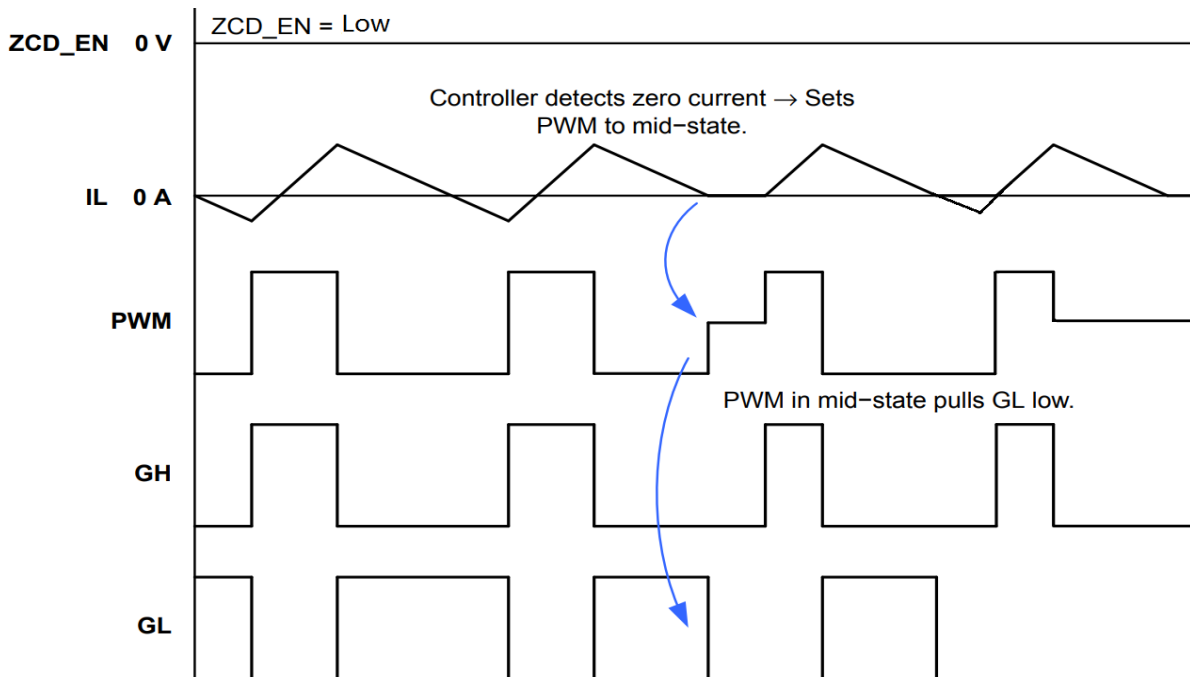 ZCD_EN = Low
ZCD_EN 0 V
Controller detects zero current → Sets
PWM to mid−state.
IL 0 A
PWM
PWM in mid−state pulls GL low.
GH
GL